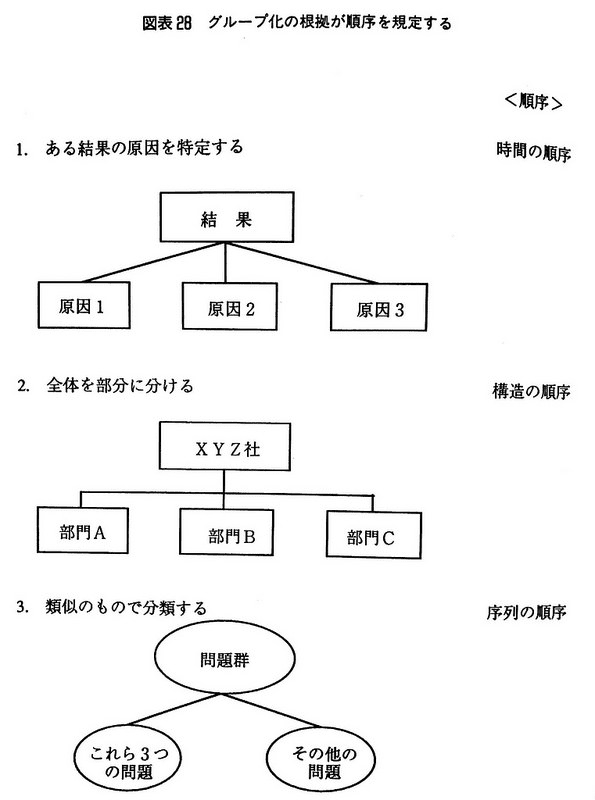 図表28 グループ化の根拠が順序を規定する
<順序>
1. ある結果の原因を特定する
時間の順序
結 果
原因1
原因2
原因3
2. 全体を部分に分ける
構造の順序
XYZ社
部門A
部門B
部門C
3. 類似のもので分類する
序列の順序
問題群
これら3つ
の問題
その他の
問題